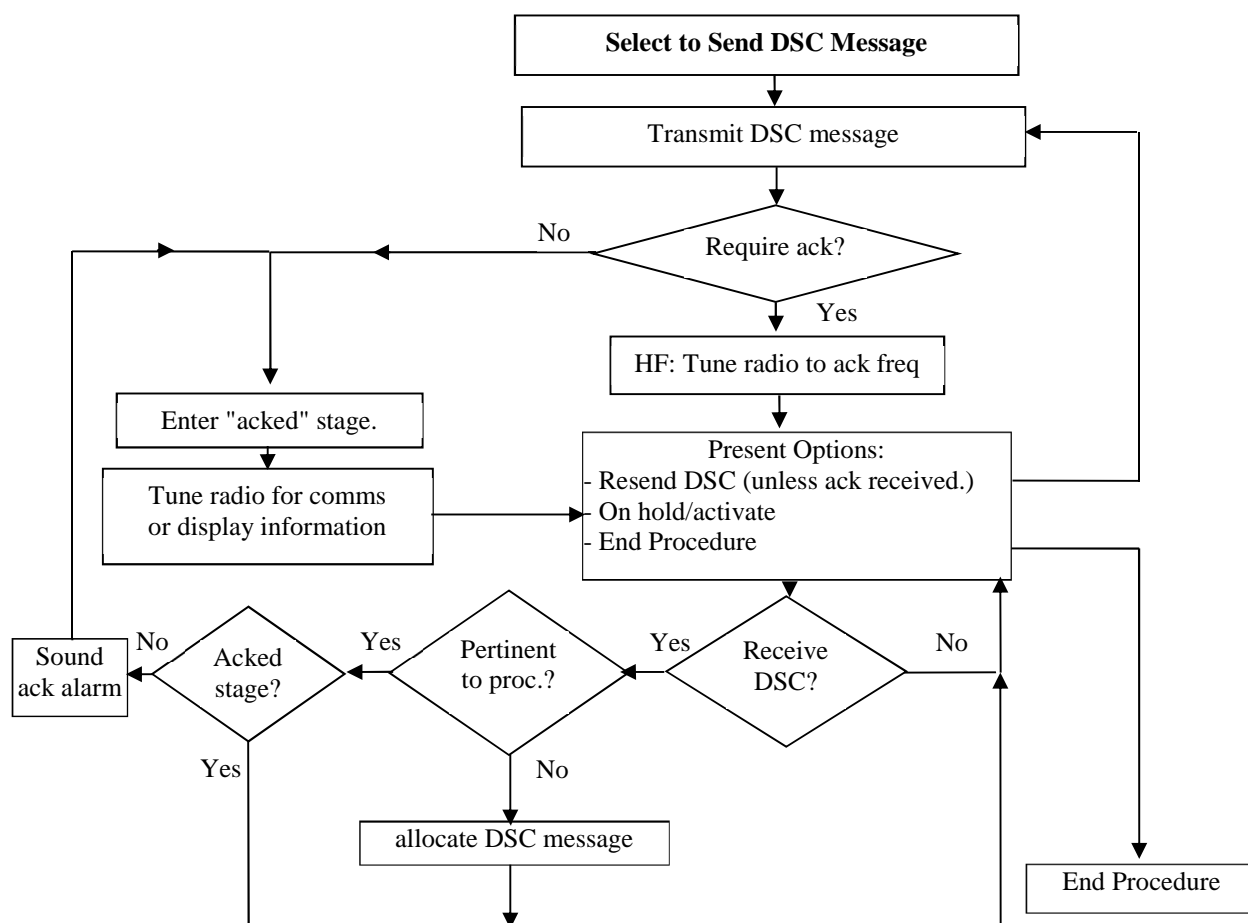 Select to Send DSC Message
Transmit DSC message
No
Require ack?
Yes
HF: Tune radio to ack freq
Enter "acked" stage.
Present Options:
- Resend DSC (unless ack received.)
- On hold/activate
- End Procedure
Tune radio for comms
or display information
No
Yes
Yes
No
Sound
ack alarm
Acked
stage?
Pertinent
to proc.?
Receive
DSC?
Yes
No
allocate DSC message
End Procedure